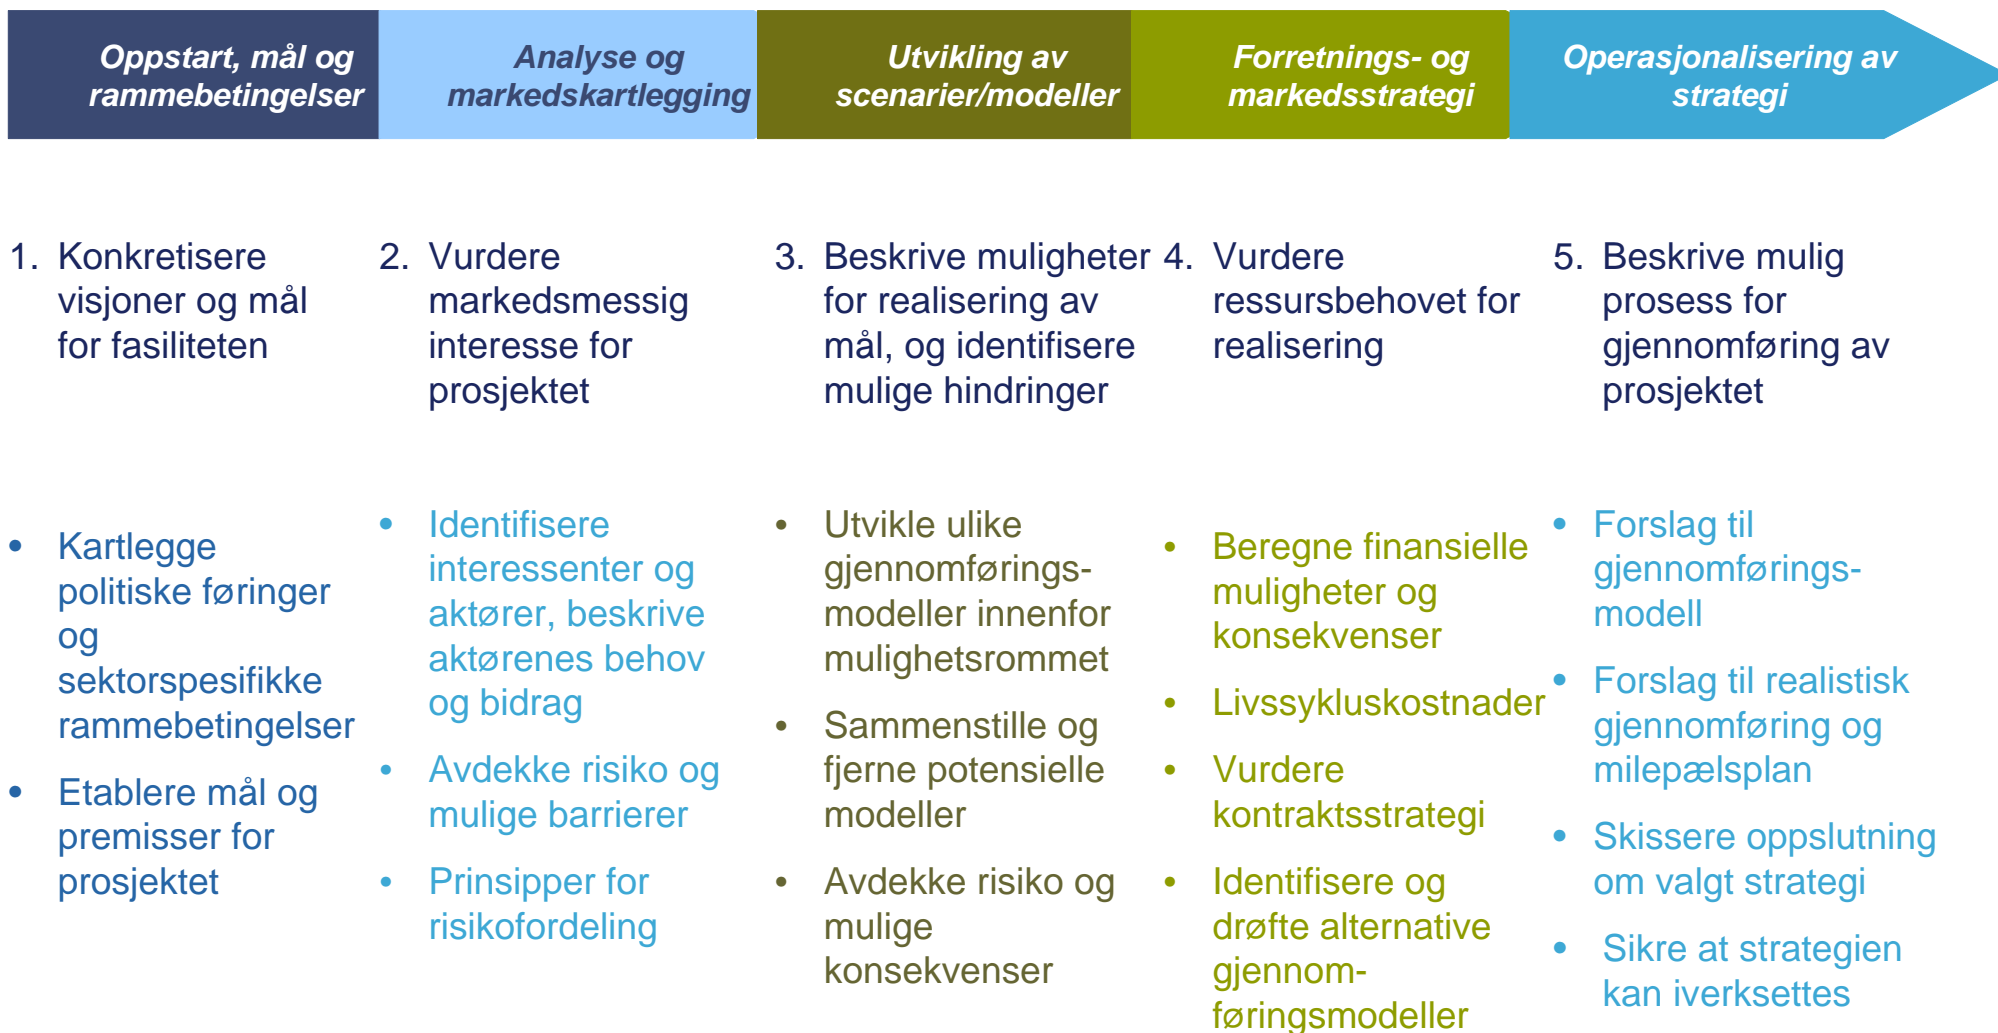 Oppstart, mål og
rammebetingelser
Analyse og
markedskartlegging
Utvikling av
scenarier/modeller
Forretnings- og
markedsstrategi
Operasjonalisering av
strategi
1. Konkretisere
visjoner og mål
for fasiliteten
2. Vurdere
markedsmessig
interesse for
prosjektet
3. Beskrive muligheter
for realisering av
mål, og identifisere
mulige hindringer
4. Vurdere
ressursbehovet for
realisering
5. Beskrive mulig
prosess for
gjennomføring av
prosjektet
• Kartlegge
politiske føringer
og
sektorspesifikke
rammebetingelser
• Etablere mål og
premisser for
prosjektet
• Identifisere
interessenter og
aktører, beskrive
aktørenes behov
og bidrag
• Avdekke risiko og
mulige barrierer
• Prinsipper for
risikofordeling
• Utvikle ulike
gjennomførings-
modeller innenfor
mulighetsrommet
• Sammenstille og
fjerne potensielle
modeller
• Avdekke risiko og
mulige
konsekvenser
• Beregne finansielle
muligheter og
konsekvenser
• Livssykluskostnader
• Vurdere
kontraktsstrategi
• Identifisere og
drøfte alternative
gjennom-
føringsmodeller
• Forslag til
gjennomførings-
modell
• Forslag til realistisk
gjennomføring og
milepælsplan
• Skissere oppslutning
om valgt strategi
• Sikre at strategien
kan iverksettes